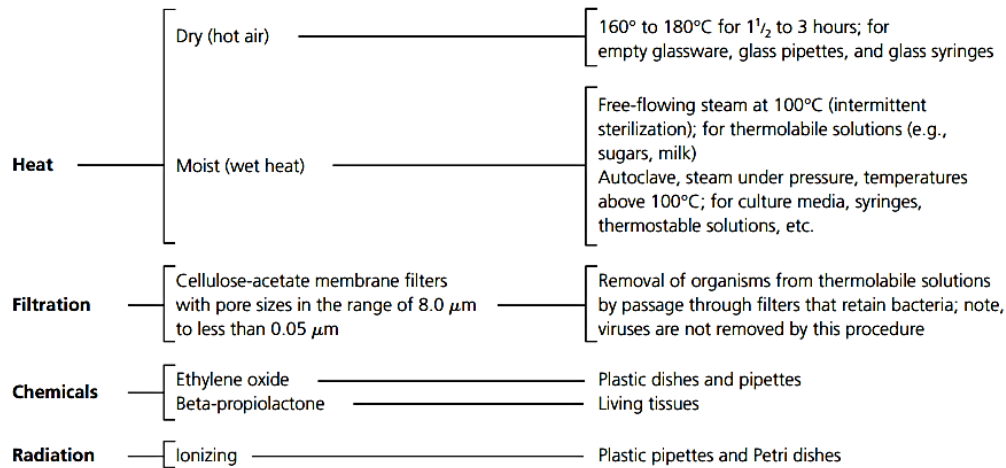 Dry (hot air)
160° to 180°C for 1 1/2 to 3 hours; for
empty glassware, glass pipettes, and glass syringes
Heat
Moist (wet heat)
Free-flowing steam at 100°C (intermittent
sterilization); for thermolabile solutions (e.g.,
sugars, milk)
Autoclave, steam under pressure, temperatures
above 100°C; for culture media, syringes,
thermostable solutions, etc.
Filtration
Cellulose-acetate membrane filters
with pore sizes in the range of 8.0 μm
to less than 0.05 μm
Removal of organisms from thermolabile solutions
by passage through filters that retain bacteria; note,
viruses are not removed by this procedure
Chemicals
Ethylene oxide
Plastic dishes and pipettes
Beta-propiolactone
Living tissues
Radiation
Ionizing
Plastic pipettes and Petri dishes